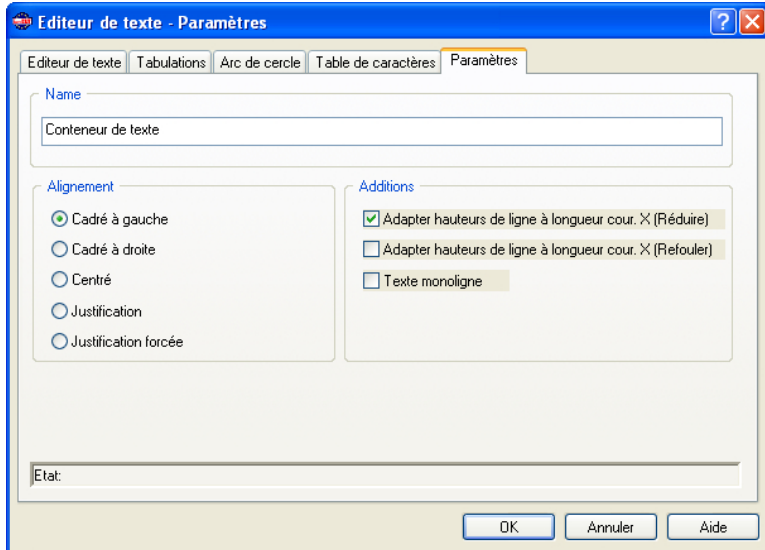 Editeur de texte - Paramètres
Editeur de texte Tabulations Arc de cercle Table de caractères Paramètres
Name
Conteneur de texte
Alignement
Cadré à gauche
Cadré à droite
Centré
Justification
Justification forcée
Additions
Adapter hauteurs de ligne à longueur cour. X (Réduire)
Adapter hauteurs de ligne à longueur cour. X (Refouler)
Texte monoligne
Etat:
OK Annuler Aide